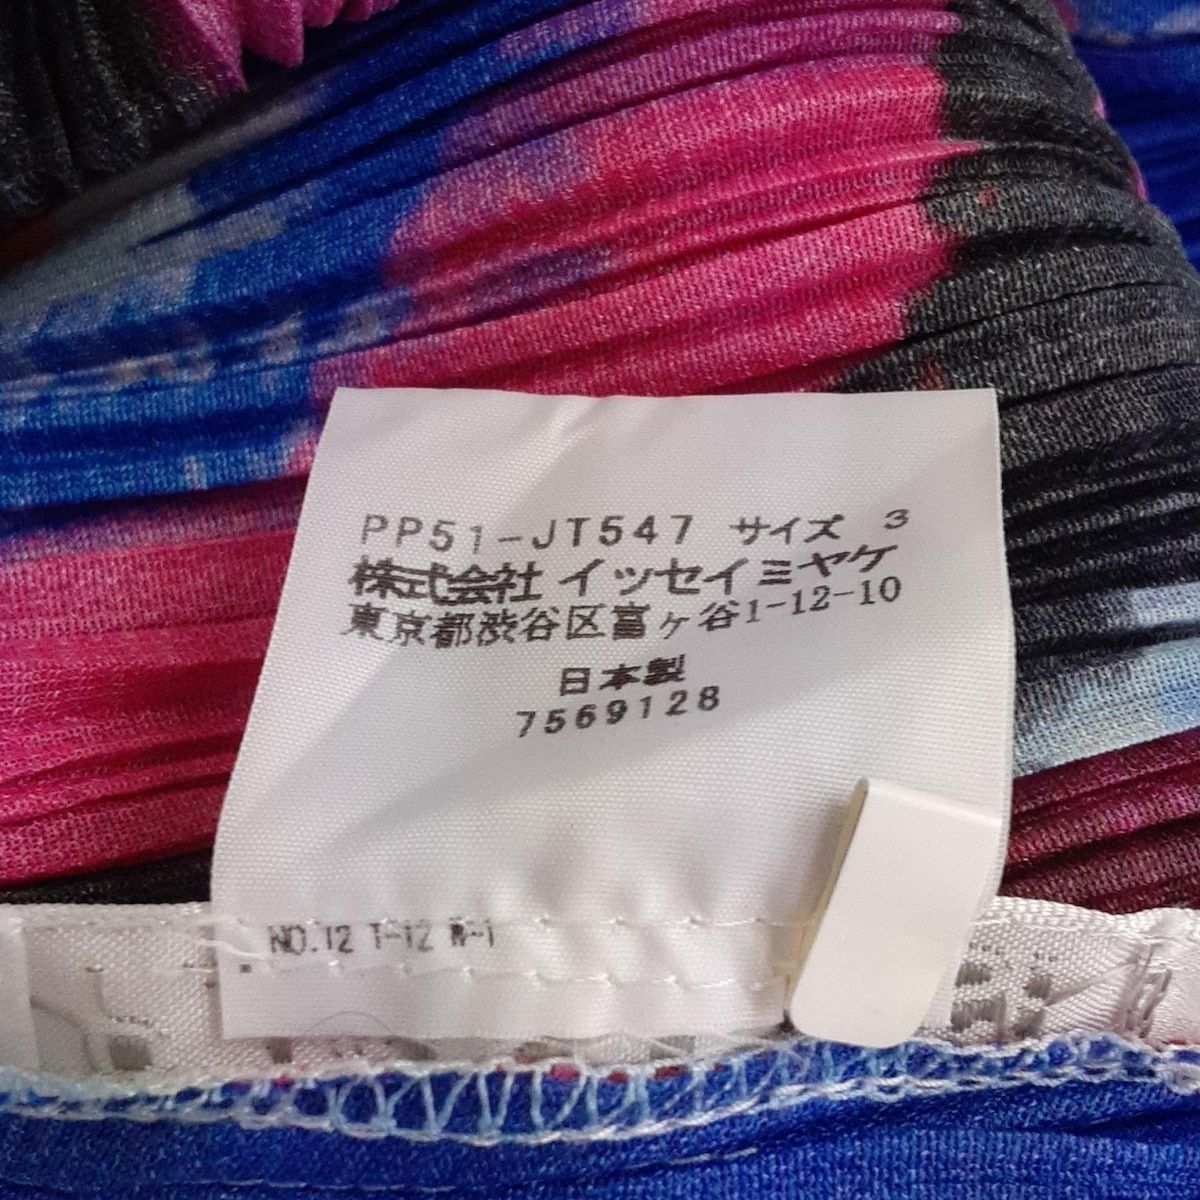 PP51-JT547 サイズ 3
株式会社 イッセイミヤケ
東京都渋谷区富ヶ谷1-12-10
日本製
7569128
NO.12 T-12